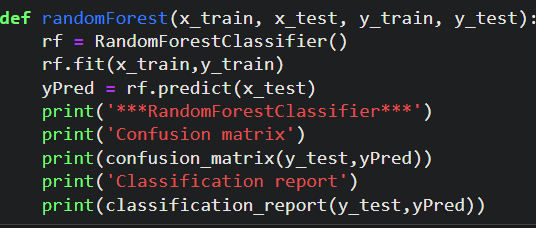 def randomForest(x_train, x_test, y_train, y_test):
    rf = RandomForestClassifier()
    rf.fit(x_train,y_train)
    yPred = rf.predict(x_test)
    print('***RandomForestClassifier***')
    print('Confusion matrix')
    print(confusion_matrix(y_test,yPred))
    print('Classification report')
    print(classification_report(y_test,yPred))